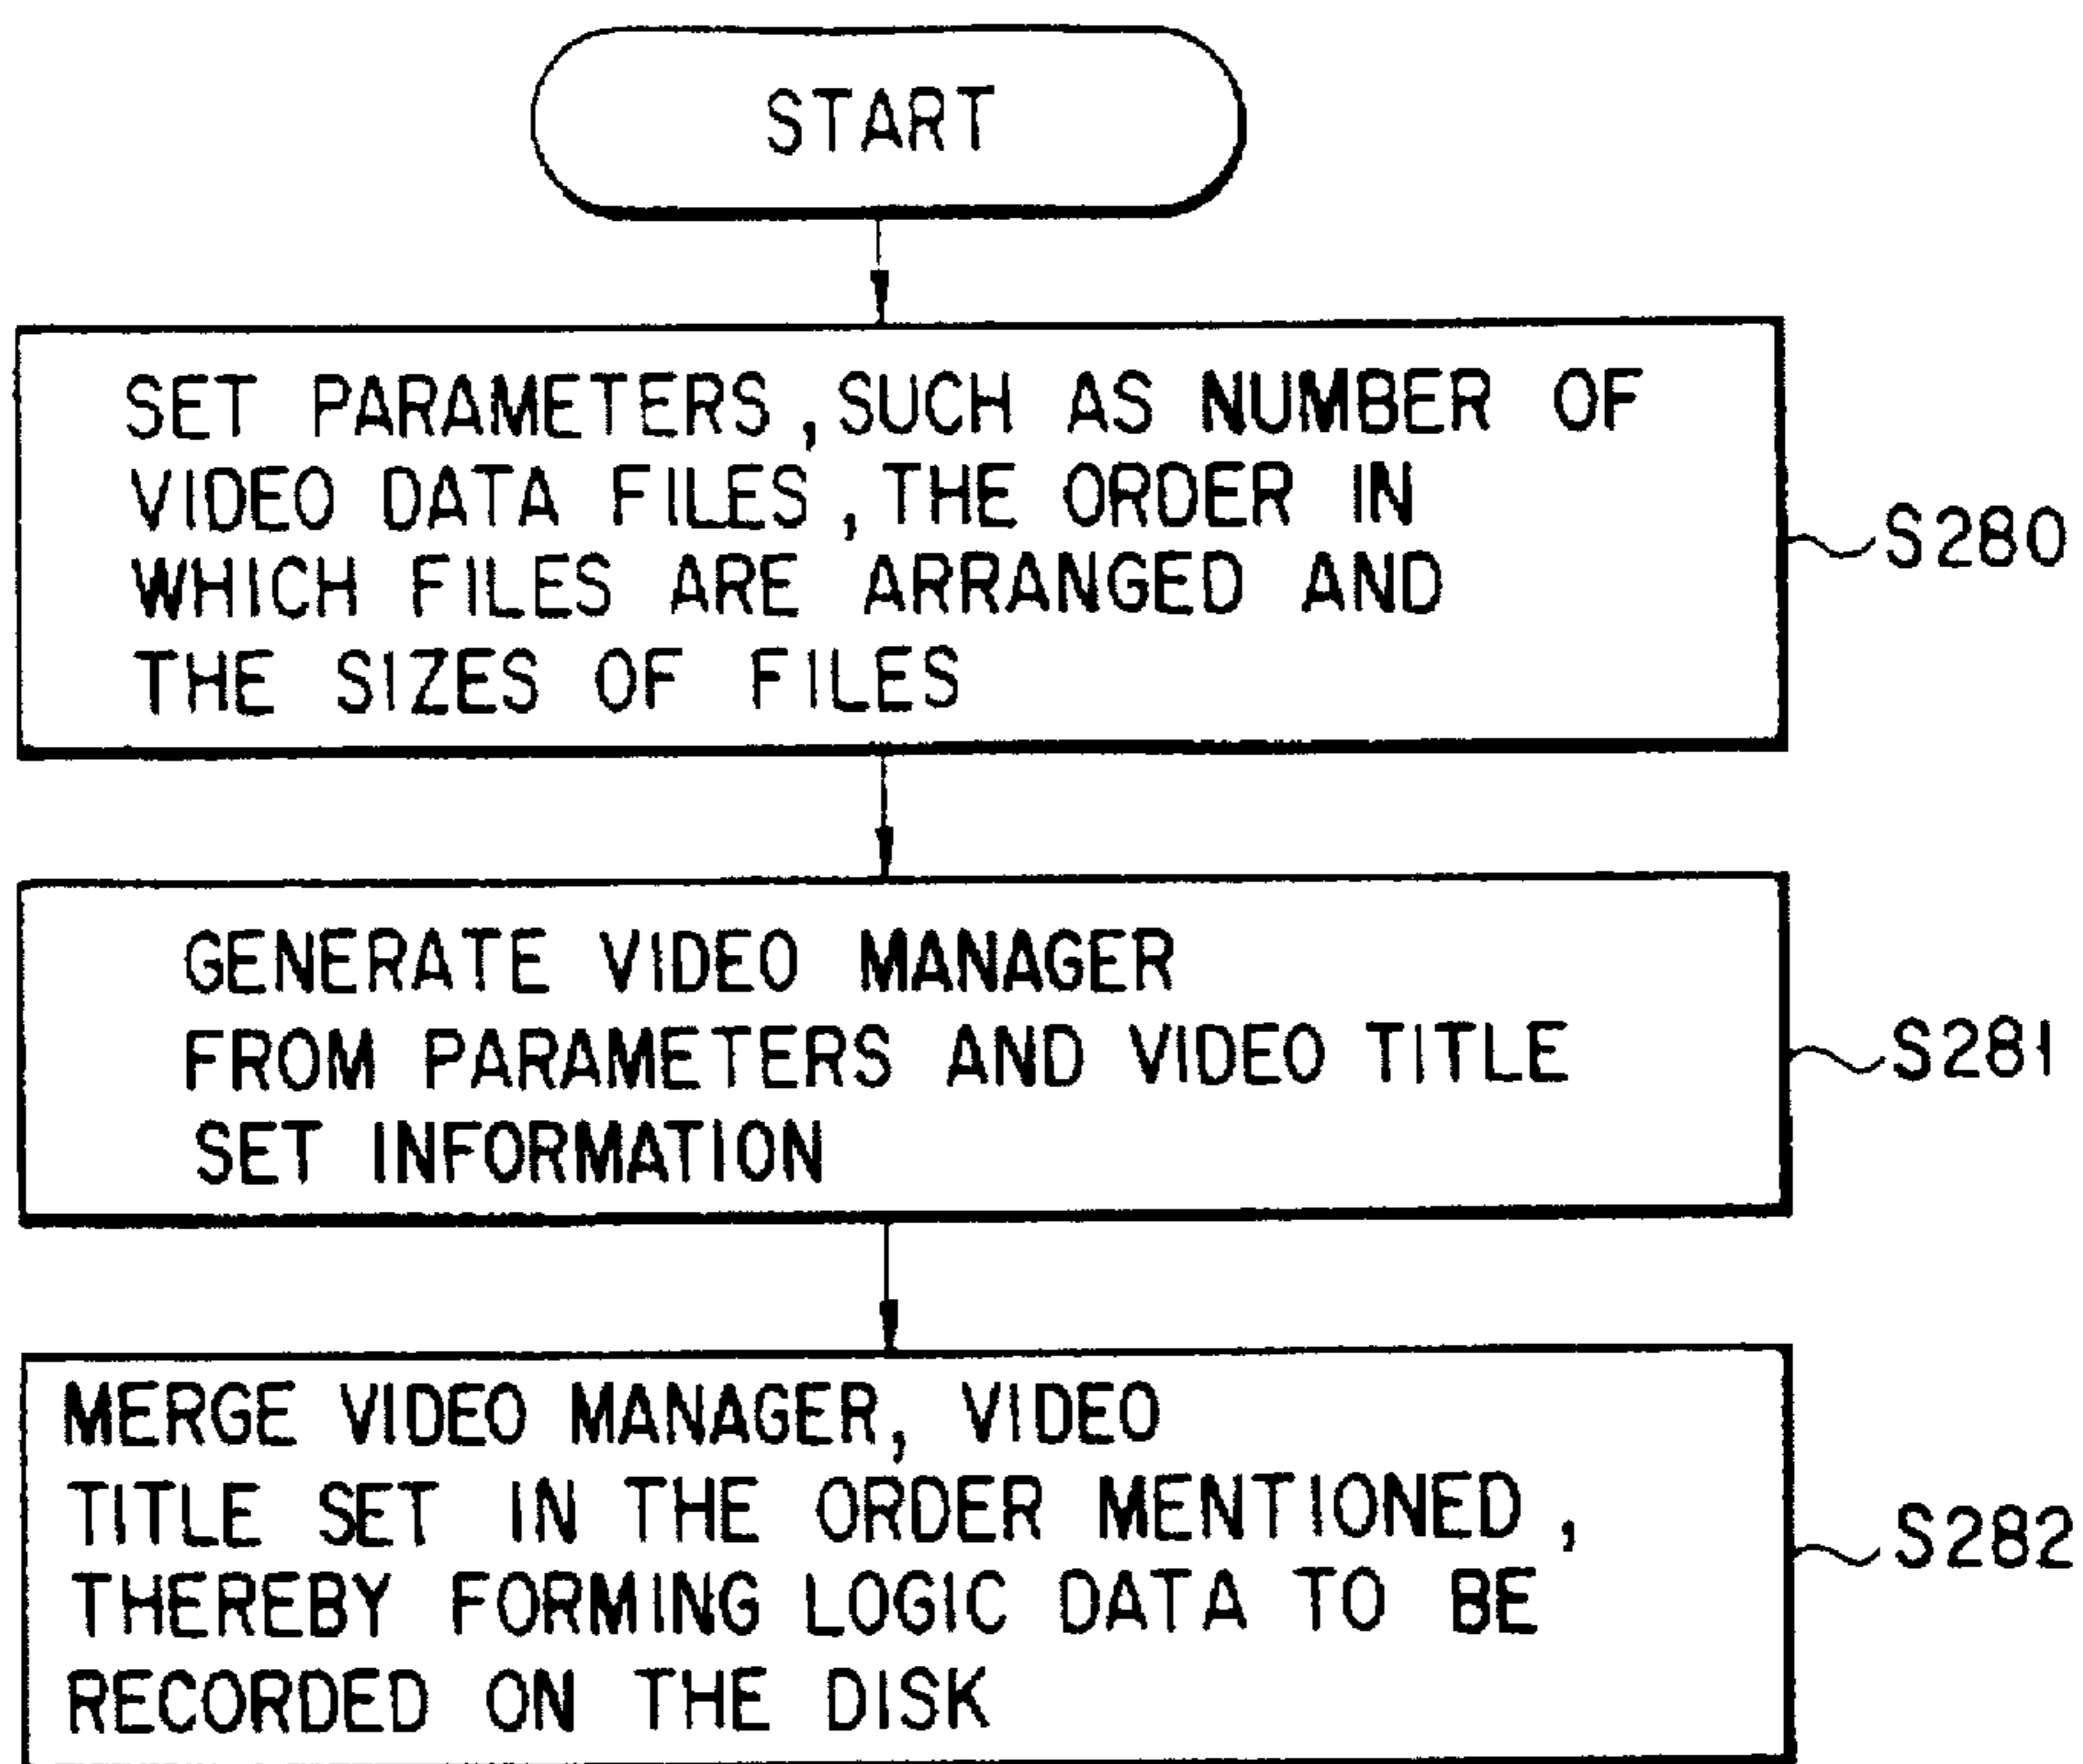 START
SET PARAMETERS, SUCH AS NUMBER OF
VIDEO DATA FILES, THE ORDER IN
WHICH FILES ARE ARRANGED AND
THE SIZES OF FILES
S280
GENERATE VIDEO MANAGER
FROM PARAMETERS AND VIDEO TITLE
SET INFORMATION
S281
MERGE VIDEO MANAGER, VIDEO
TITLE SET IN THE ORDER MENTIONED,
THEREBY FORMING LOGIC DATA TO BE
RECORDED ON THE DISK
S282